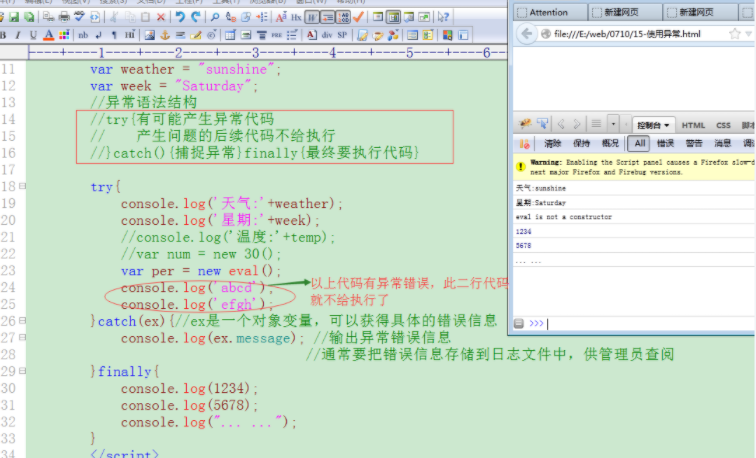 Attention
新建网页
新建网页
file:///E:/web/0710/15-使用异常.html
控制台
HTML
CSS
脚本
清除
保持
概况
All
错误
警告
消息
Warning: Enabling the Script panel causes a Firefox slow-d
next major Firefox and Firebug versions.
天气:sunshine
星期:Saturday
eval is not a constructor
1234
5678
... ...
>>>
----+----1----+----2----+----3----+----4----+----5----+----6--
11 var weather = "sunshine";
12 var week = "Saturday";
13 //异常语法结构
14 //try{有可能产生异常代码
15 // 产生问题的后续代码不给执行
16 //}catch(){捕捉异常}finally{最终要执行代码}
17
18 try{
19 console.log('天气:'+weather);
20 console.log('星期:'+week);
21 //console.log('温度:'+temp);
22 //var num = new 30();
23 var per = new eval();
24 console.log('abcd'); 以上代码有异常错误，此二行代码
25 console.log('efgh'); 就不给执行了
26 }catch(ex){//ex是一个对象变量，可以获得具体的错误信息
27 console.log(ex.message); //输出异常错误信息
28 //通常要把错误信息存储到日志文件中，供管理员查阅
29 }finally{
30 console.log(1234);
31 console.log(5678);
32 console.log("... ...");
33 }
34 </script>